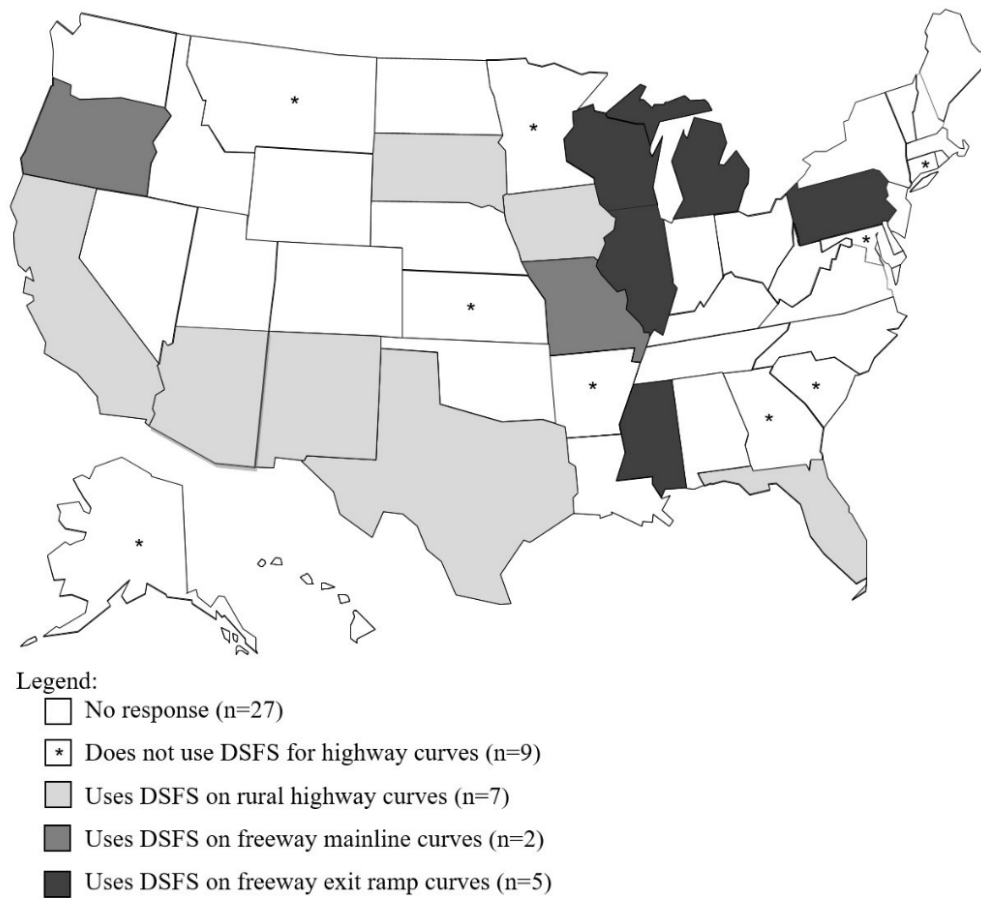 *
*
*
*
*
*
*
*
*
Legend:
No response (n=27)
* Does not use DSFS for highway curves (n=9)
Uses DSFS on rural highway curves (n=7)
Uses DSFS on freeway mainline curves (n=2)
Uses DSFS on freeway exit ramp curves (n=5)